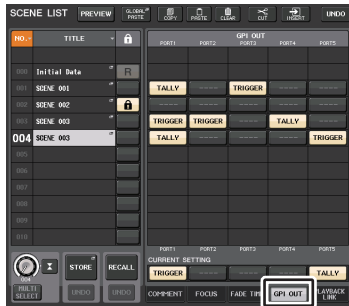 SCENE LIST PREVIEW GLOBAL PASTE COPY PASTE CLEAR CUT INSERT UNDO
NO. TITLE GPI OUT
PORT1 PORT2 PORT3 PORT4 PORT5
000 Initial Data R
001 SCENE 001 TALLY ---- TRIGGER ---- ----
002 SCENE 002 ---- ---- ---- ---- ----
003 SCENE 003 TRIGGER TRIGGER ---- TALLY ----
004 SCENE 003 TALLY ---- ---- ---- TRIGGER
005
006
007
008
009
010
PORT1 PORT2 PORT3 PORT4 PORT5
CURRENT SETTING
004 STORE RECALL TRIGGER ---- ---- ---- TALLY
MULTI SELECT UNDO UNDO COMMENT FOCUS FADE TIME GPI OUT PLAYBACK LINK